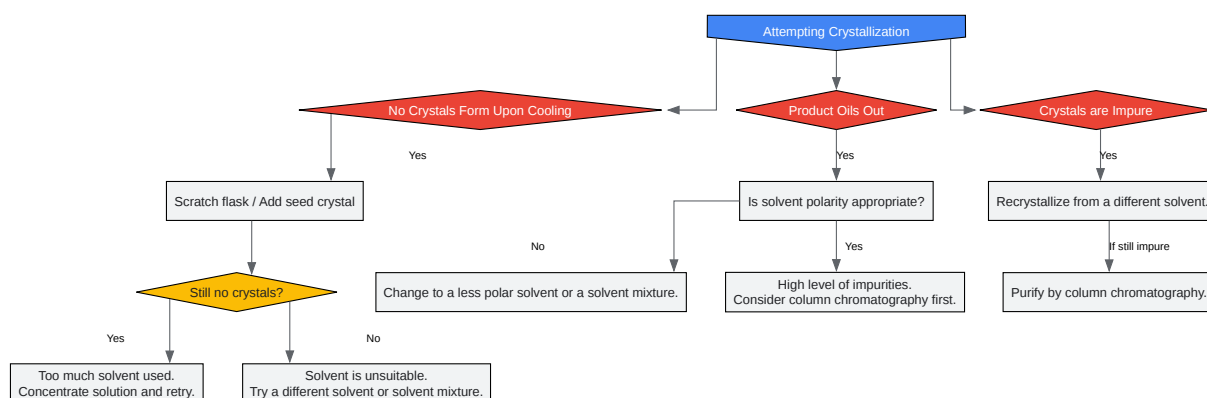 Attempting Crystallization
No Crystals Form Upon Cooling
Product Oils Out
Crystals are Impure
Yes
Yes
Yes
Scratch flask / Add seed crystal
Is solvent polarity appropriate?
Recrystallize from a different solvent.
No
Yes
If still impure
Still no crystals?
Change to a less polar solvent or a solvent mixture.
High level of impurities.
Consider column chromatography first.
Purify by column chromatography.
Yes
No
Too much solvent used.
Concentrate solution and retry.
Solvent is unsuitable.
Try a different solvent or solvent mixture.